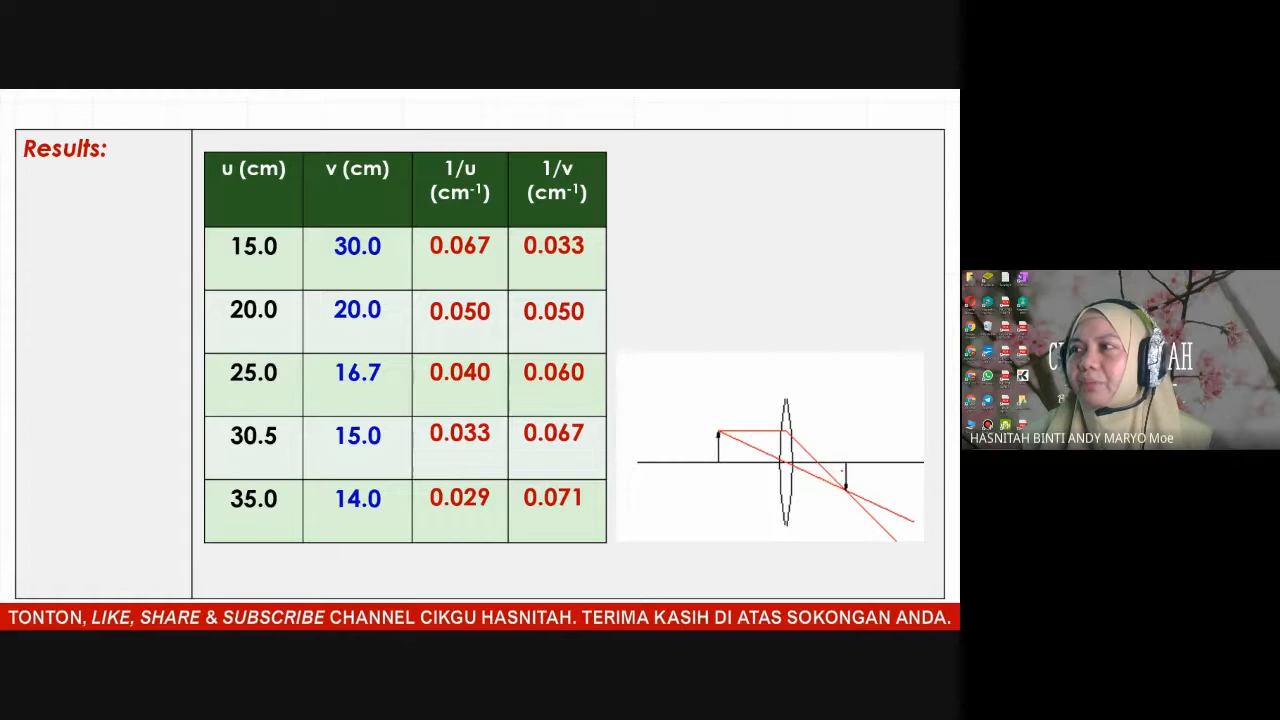 Results:
u (cm) v (cm) 1/u (cm⁻¹) 1/v (cm⁻¹)
15.0 30.0 0.067 0.033
20.0 20.0 0.050 0.050
25.0 16.7 0.040 0.060
30.5 15.0 0.033 0.067
35.0 14.0 0.029 0.071
AH
HASNITAH BINTI ANDY MARYO Moe
TONTON, LIKE, SHARE & SUBSCRIBE CHANNEL CIKGU HASNITAH. TERIMA KASIH DI ATAS SOKONGAN ANDA.